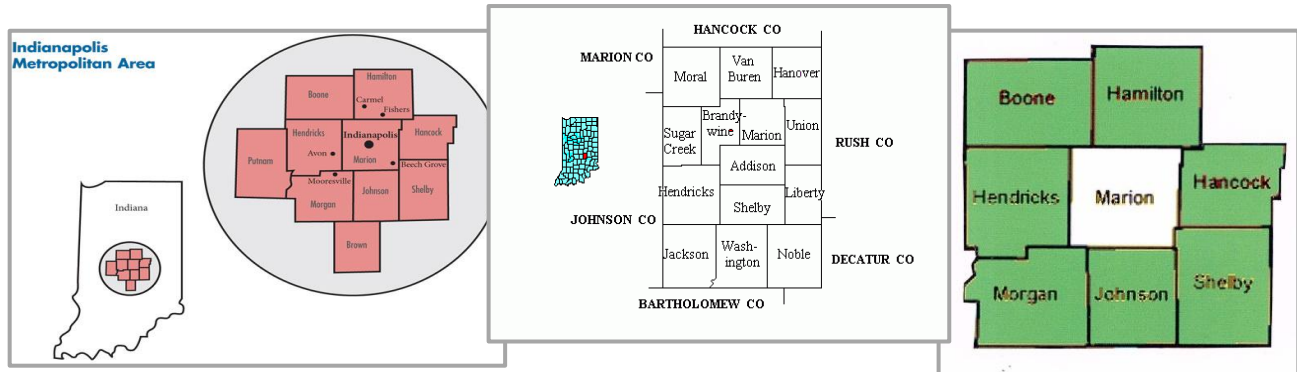 Indianapolis
Metropolitan Area
Hamilton
Boone
Carmel
Fishers
Hendricks
Indianapolis
Hancock
Putnam
Avon
Marion
Beech Grove
Mooresville
Morgan
Johnson
Shelby
Brown
Indiana
HANCOCK CO
MARION CO
Moral
Van
Buren
Hanover
Brandy-
wine
Marion
Union
Sugar
Creek
RUSH CO
Addison
Hendricks
Liberty
Shelby
JOHNSON CO
Jackson
Wash-
ington
Noble
DECATUR CO
BARTHOLOMEW CO
Boone
Hamilton
Hendricks
Marion
Hancock
Morgan
Johnson
Shelby